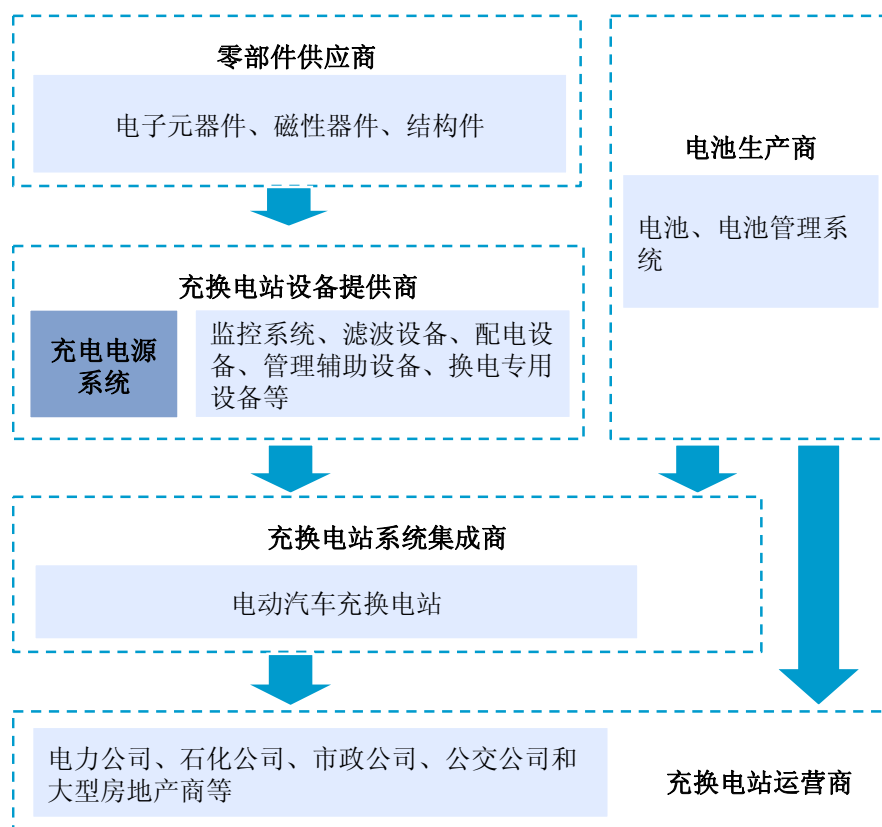 零部件供应商
电子元器件、磁性器件、结构件
电池生产商
电池、电池管理系
统
充换电站设备提供商
充电电源
系统
监控系统、滤波设备、配电设
备、管理辅助设备、换电专用
设备等
充换电站系统集成商
电动汽车充换电站
电力公司、石化公司、市政公司、公交公司和
大型房地产商等
充换电站运营商